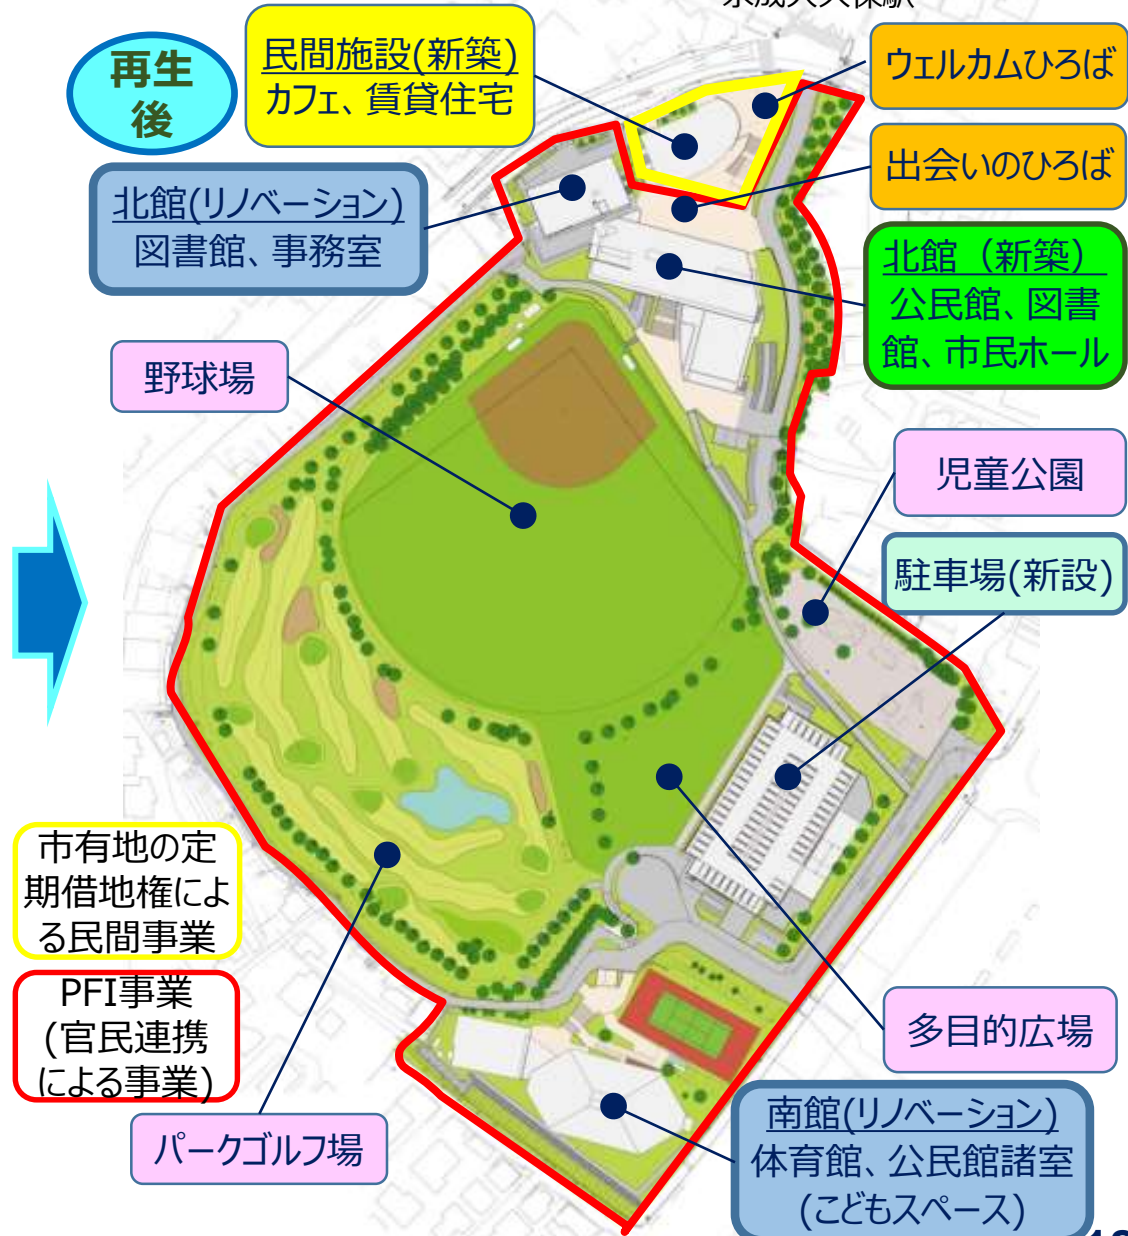 京成大久保駅
再生
後
民間施設(新築)
カフェ、賃貸住宅
ウェルカムひろば
出会いのひろば
北館(リノベーション)
図書館、事務室
北館（新築）
公民館、図書
館、市民ホール
野球場
児童公園
駐車場(新設)
市有地の定
期借地権によ
る民間事業
PFI事業
(官民連携
による事業)
多目的広場
パークゴルフ場
南館(リノベーション)
体育館、公民館諸室
(こどもスペース)